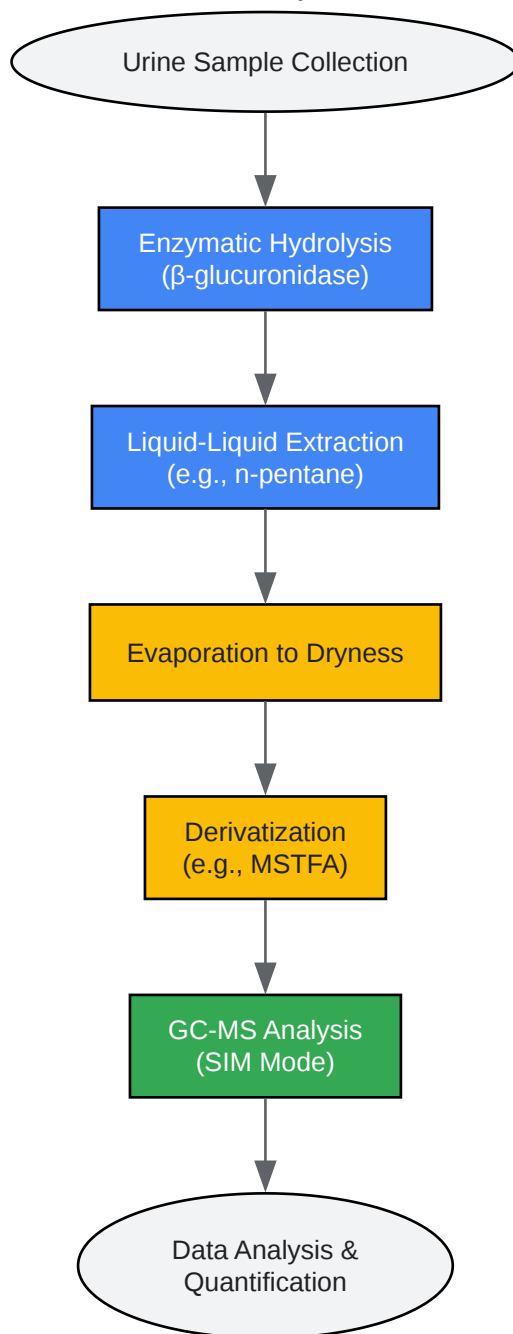 Urine Sample Collection
Enzymatic Hydrolysis
(β-glucuronidase)
Liquid-Liquid Extraction
(e.g., n-pentane)
Evaporation to Dryness
Derivatization
(e.g., MSTFA)
GC-MS Analysis
(SIM Mode)
Data Analysis &
Quantification